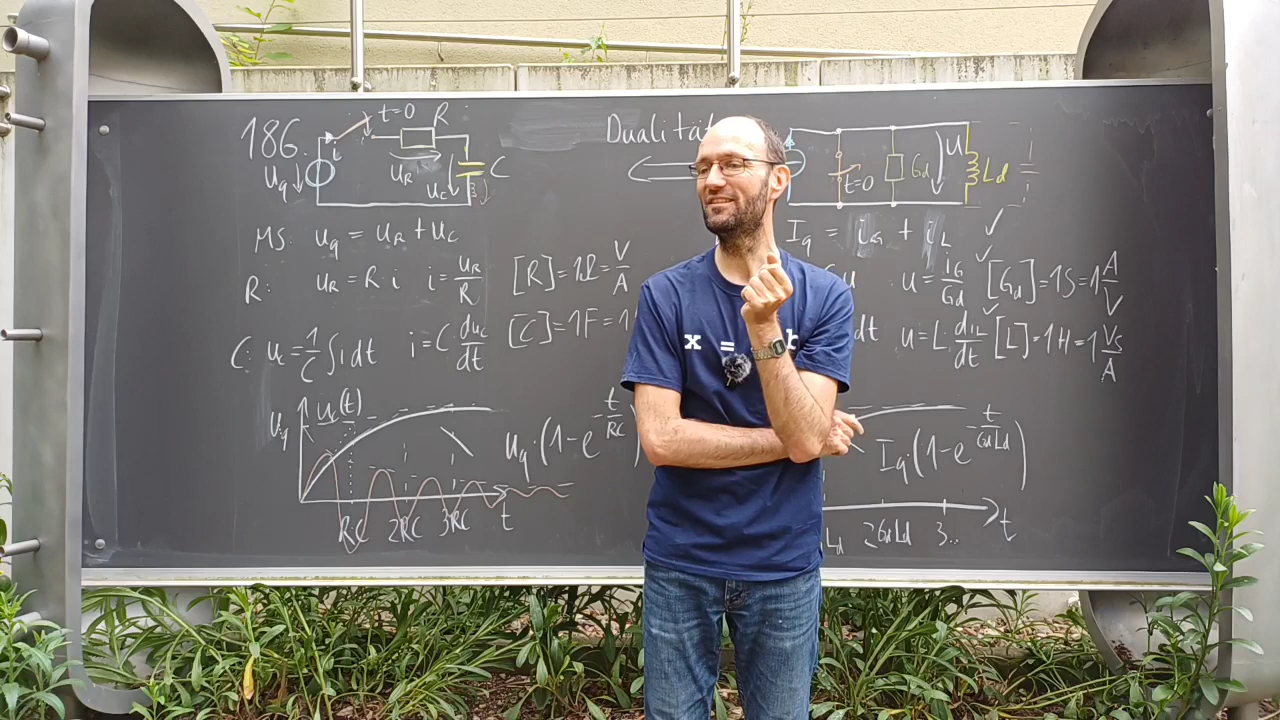 18G
t=0
R
i
uq
uR
uC
C
Dualität
t=0
Gd
u
Ld
MS: uq = uR + uC
Iq = iG + iL ✓
R: uR = R · i i = uR/R [R] = 1Ω = V/A
u u = iG/Gd [Gd] = 1S = 1 A/V
C: uC = 1/C ∫ i dt i = C · duC/dt [C] = 1F = 1
dt u = L · diL/dt [L] = 1H = 1 Vs/A
x = b
Uq uC(t)
Uq · (1 - e^(-t/RC))
Iq · (1 - e^(-t/GdLd))
RC 2RC 3RC t
Ld 2GdLd 3.. t